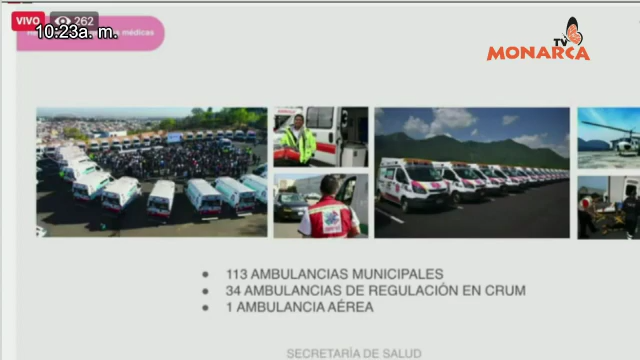 VIVO 262
10:23a. m.
médicas
TV
MONARCA
113 AMBULANCIAS MUNICIPALES
34 AMBULANCIAS DE REGULACIÓN EN CRUM
1 AMBULANCIA AÉREA
SECRETARÍA DE SALUD